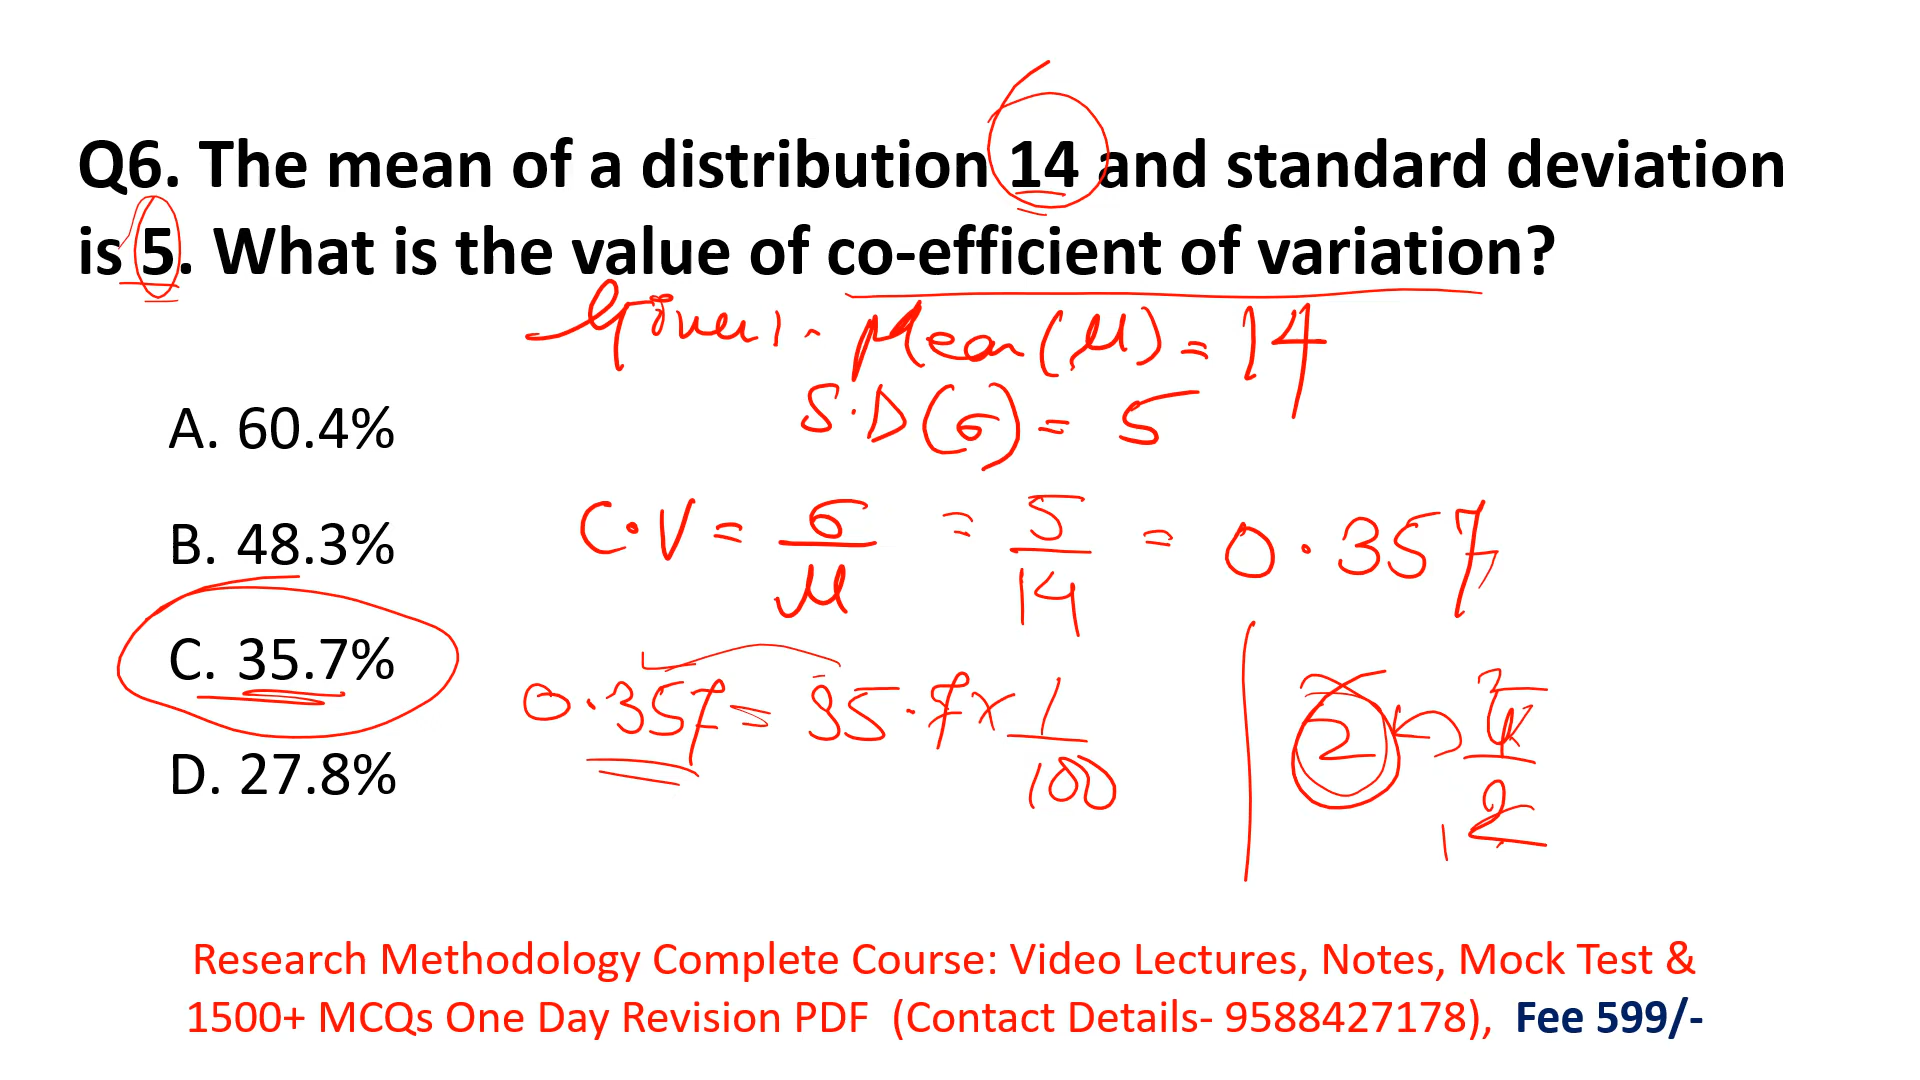 Q6. The mean of a distribution 14 and standard deviation
is 5. What is the value of co-efficient of variation?
Given:- Mean (μ) = 14
S.D (σ) = 5
A. 60.4%
B. 48.3%
C. 35.7%
D. 27.8%
C.V = σ/μ = 5/14 = 0.357
0.357 = 35.7 × 1/100
2 4/2
Research Methodology Complete Course: Video Lectures, Notes, Mock Test &
1500+ MCQs One Day Revision PDF (Contact Details- 9588427178), Fee 599/-